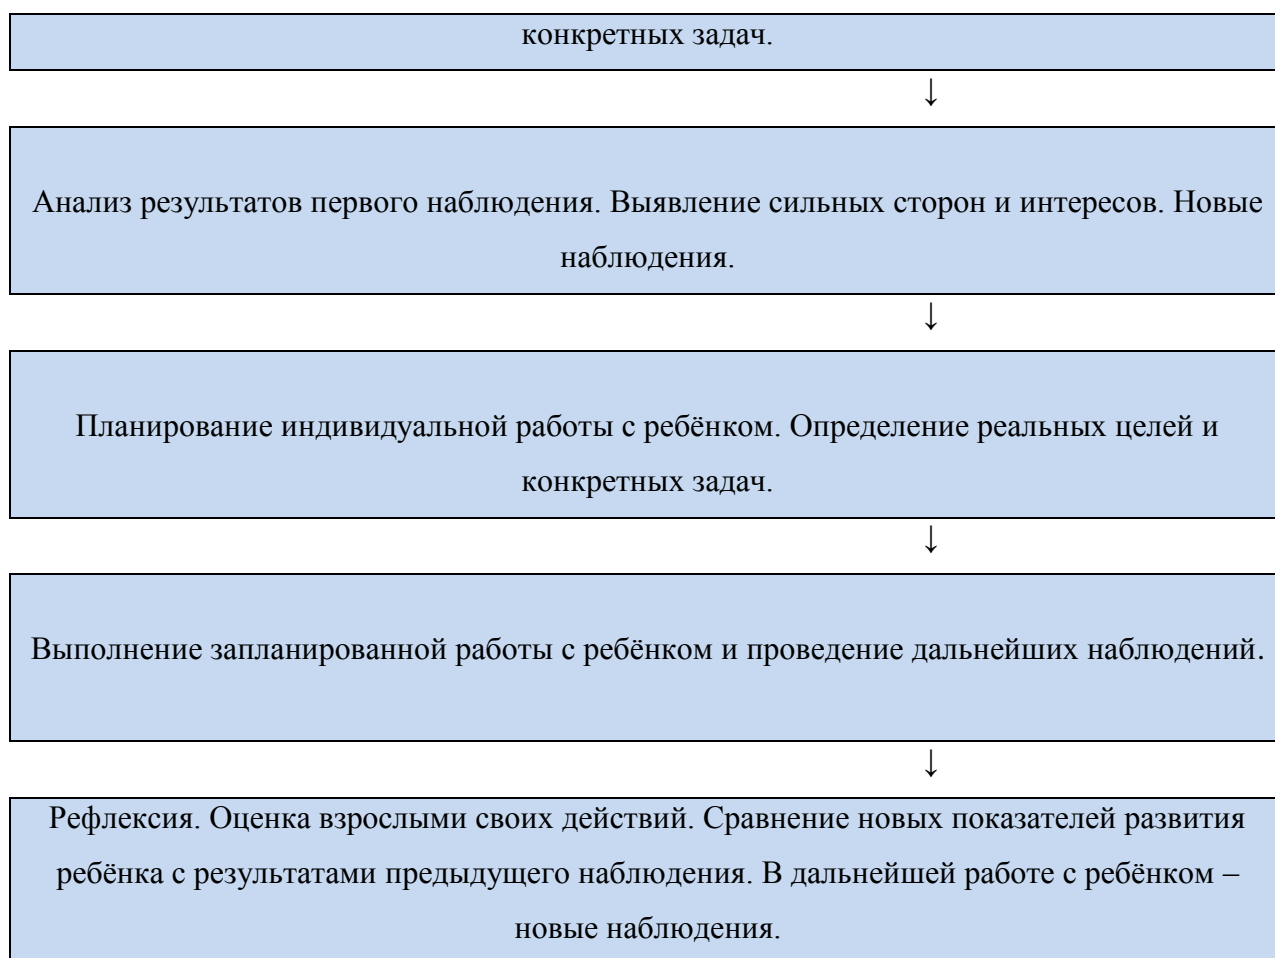 конкретных задач.
↓
Анализ результатов первого наблюдения. Выявление сильных сторон и интересов. Новые
наблюдения.
↓
Планирование индивидуальной работы с ребёнком. Определение реальных целей и
конкретных задач.
↓
Выполнение запланированной работы с ребёнком и проведение дальнейших наблюдений.
↓
Рефлексия. Оценка взрослыми своих действий. Сравнение новых показателей развития
ребёнка с результатами предыдущего наблюдения. В дальнейшей работе с ребёнком –
новые наблюдения.